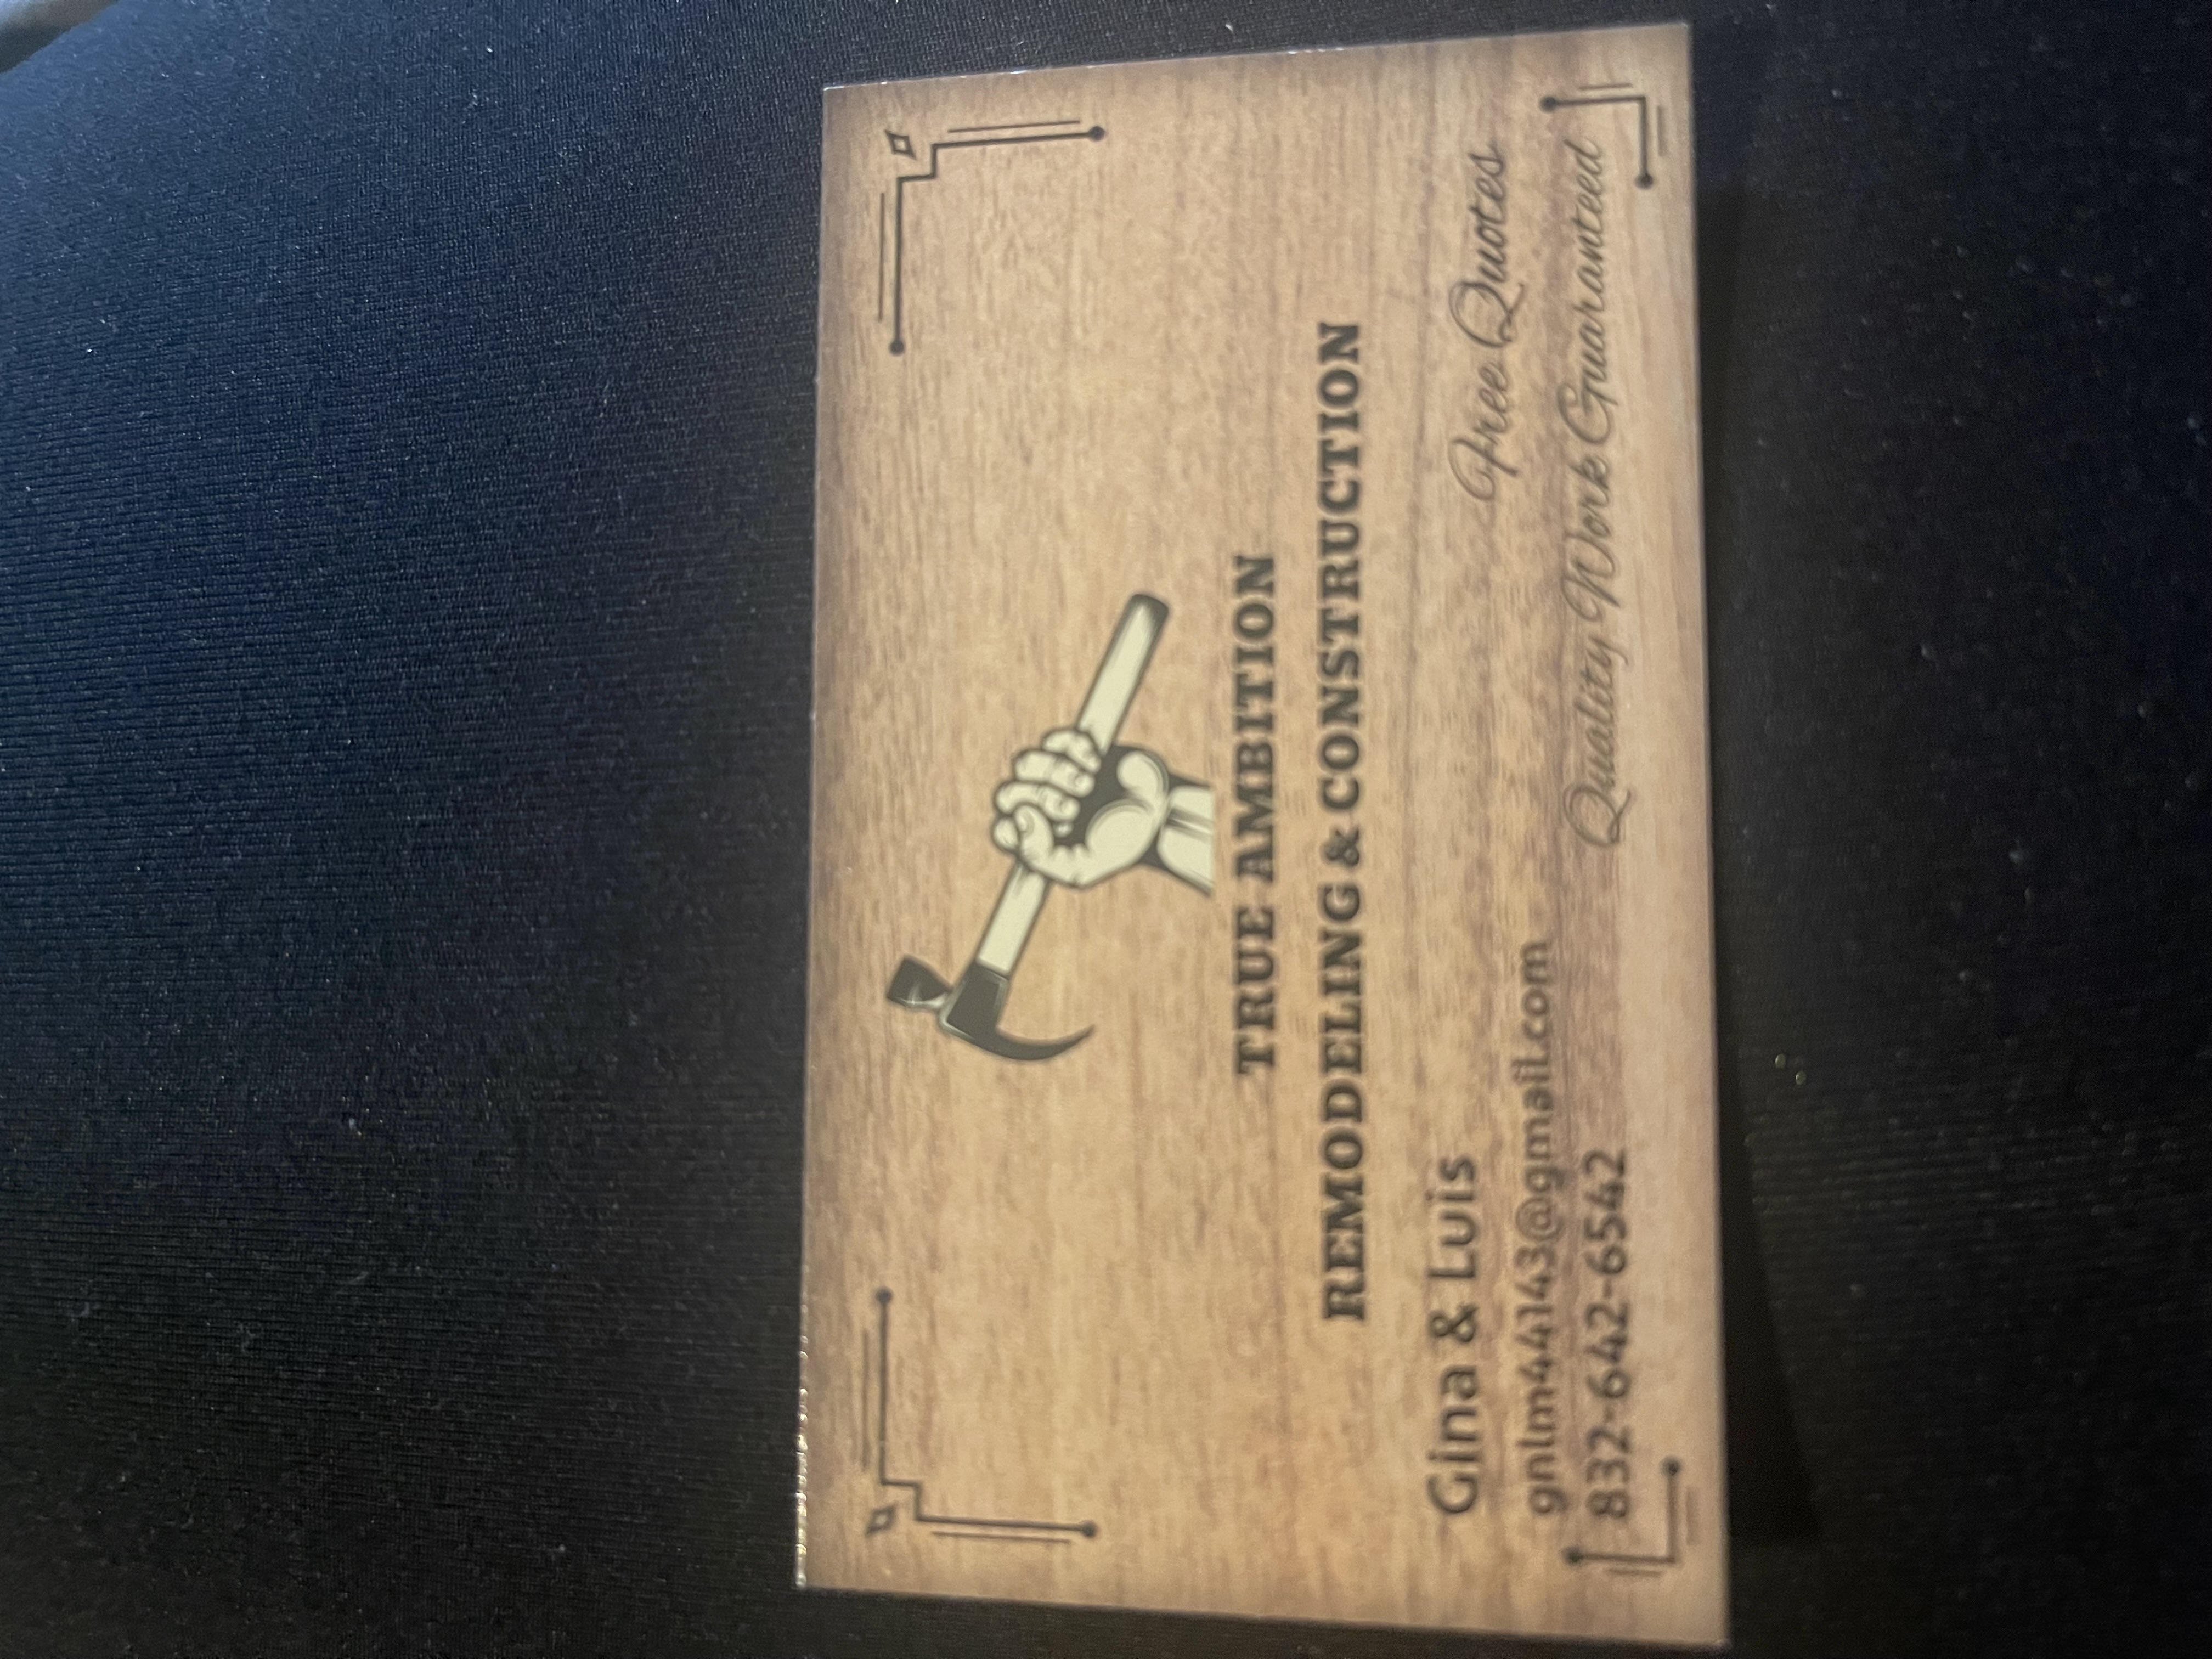 TRUE AMBITION
REMODELING & CONSTRUCTION
Gina & Luis
gnlm44143@gmail.com
832-642-6542
Free Quotes
Quality Work Guaranteed